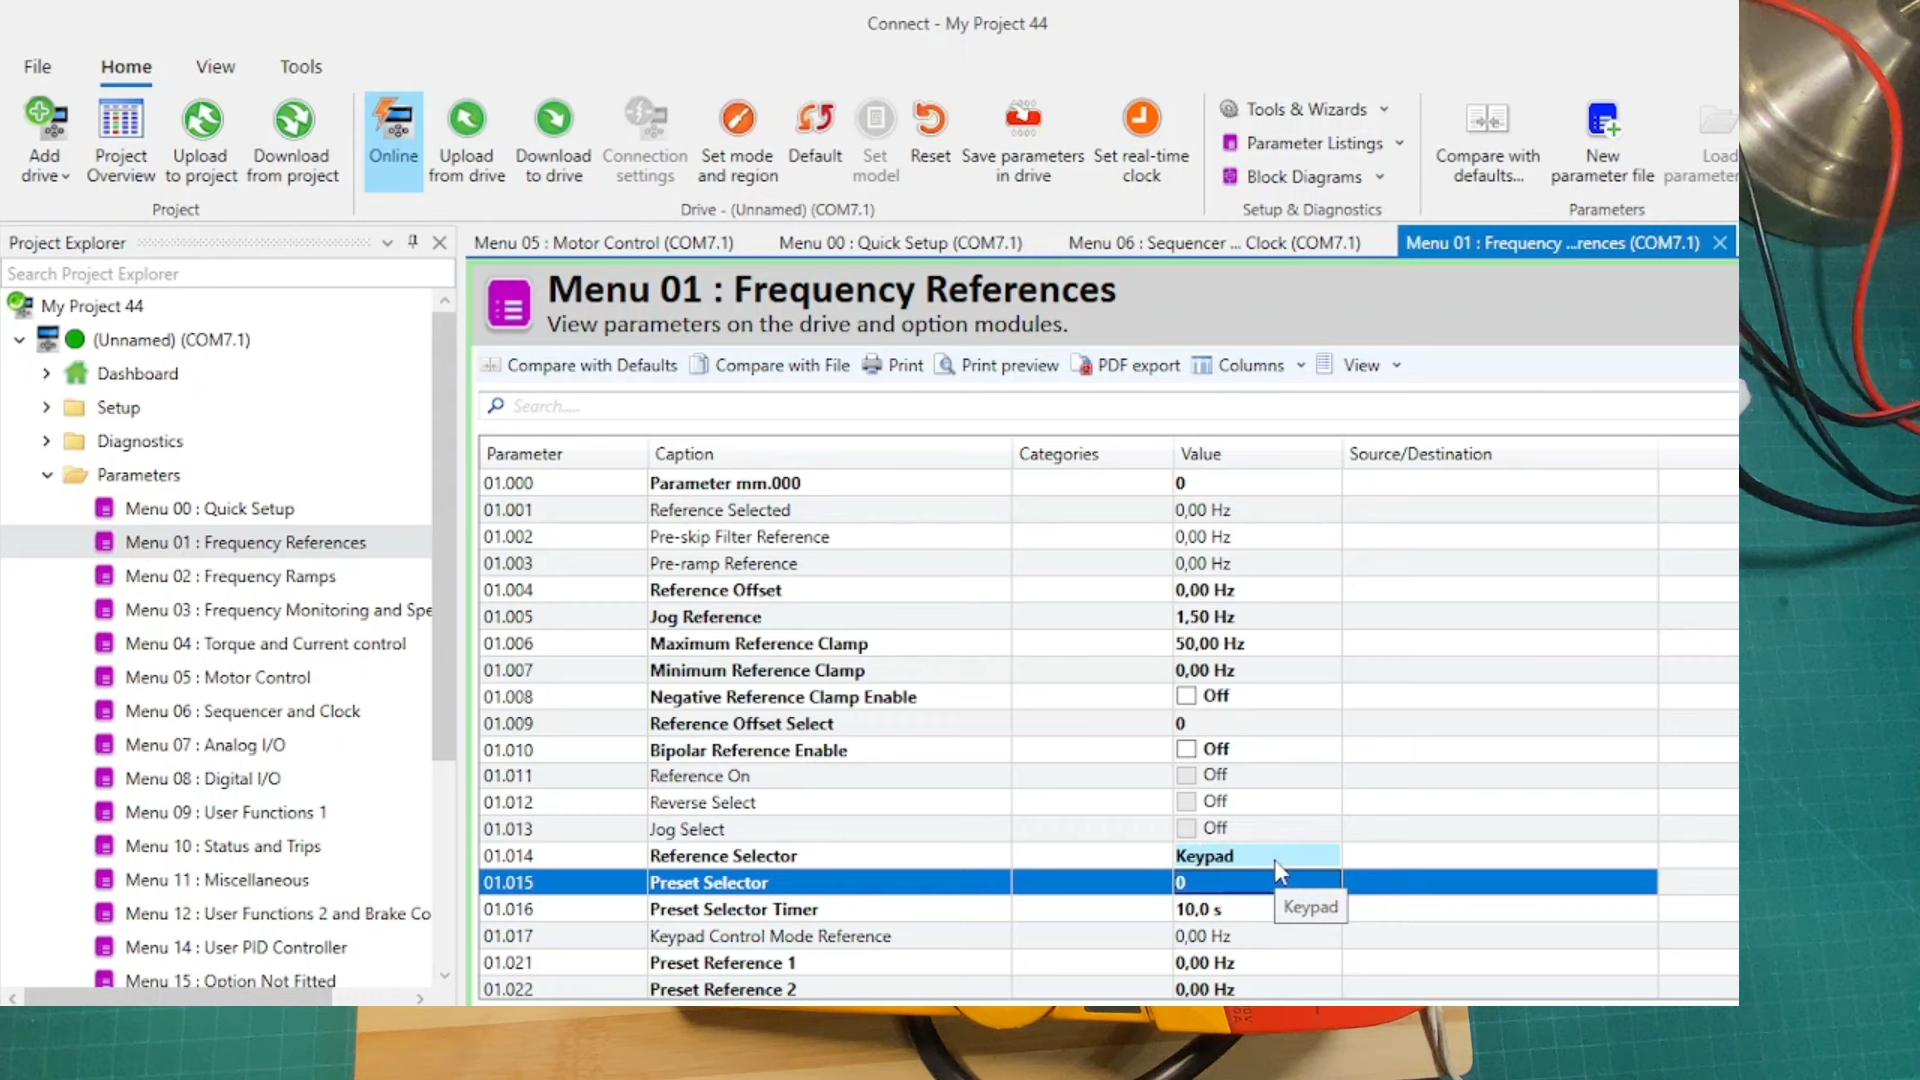 Connect - My Project 44
File Home View Tools
Add drive
Project Overview
Upload to project
Download from project
Online
Upload from drive
Download to drive
Connection settings
Set mode and region
Default
Set model
Reset
Save parameters in drive
Set real-time clock
Tools & Wizards
Parameter Listings
Block Diagrams
Compare with defaults...
New parameter file
Load
Project
Drive - (Unnamed) (COM7.1)
Setup & Diagnostics
Parameters
Project Explorer
Search Project Explorer
My Project 44
(Unnamed) (COM7.1)
Dashboard
Setup
Diagnostics
Parameters
Menu 00 : Quick Setup
Menu 01 : Frequency References
Menu 02 : Frequency Ramps
Menu 03 : Frequency Monitoring and Spe
Menu 04 : Torque and Current control
Menu 05 : Motor Control
Menu 06 : Sequencer and Clock
Menu 07 : Analog I/O
Menu 08 : Digital I/O
Menu 09 : User Functions 1
Menu 10 : Status and Trips
Menu 11 : Miscellaneous
Menu 12 : User Functions 2 and Brake Co
Menu 14 : User PID Controller
Menu 15 : Option Not Fitted
Menu 05 : Motor Control (COM7.1)
Menu 00 : Quick Setup (COM7.1)
Menu 06 : Sequencer ... Clock (COM7.1)
Menu 01 : Frequency ...rences (COM7.1)
Menu 01 : Frequency References
View parameters on the drive and option modules.
Compare with Defaults Compare with File Print Print preview PDF export Columns View
Search.....
Parameter Caption Categories Value Source/Destination
01.000 Parameter mm.000 0
01.001 Reference Selected 0,00 Hz
01.002 Pre-skip Filter Reference 0,00 Hz
01.003 Pre-ramp Reference 0,00 Hz
01.004 Reference Offset 0,00 Hz
01.005 Jog Reference 1,50 Hz
01.006 Maximum Reference Clamp 50,00 Hz
01.007 Minimum Reference Clamp 0,00 Hz
01.008 Negative Reference Clamp Enable Off
01.009 Reference Offset Select 0
01.010 Bipolar Reference Enable Off
01.011 Reference On Off
01.012 Reverse Select Off
01.013 Jog Select Off
01.014 Reference Selector Keypad
01.015 Preset Selector 0
01.016 Preset Selector Timer 10,0 s
Keypad
01.017 Keypad Control Mode Reference 0,00 Hz
01.021 Preset Reference 1 0,00 Hz
01.022 Preset Reference 2 0,00 Hz